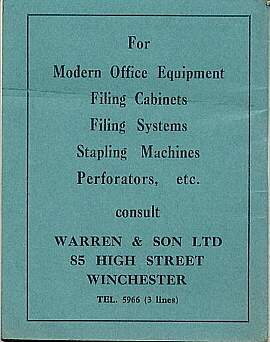 For
Modern Office Equipment
Filing Cabinets
Filing Systems
Stapling Machines
Perforators, etc.
consult
WARREN & SON LTD
85 HIGH STREET
WINCHESTER
TEL. 5966 (3 lines)